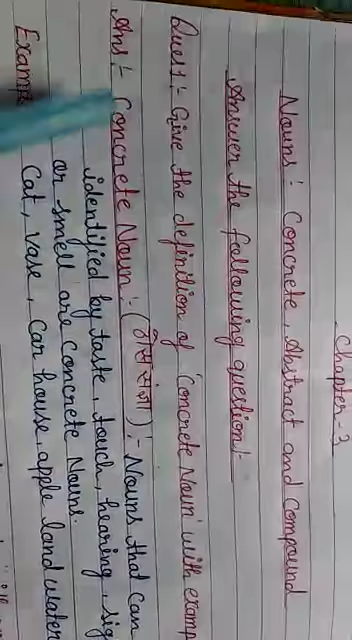 Chapter-3
Nouns:- Concrete, Abstract and Compound
Answer the following question:-
Ques1:- Give the definition of 'Concrete Noun' with examp
Ans:- Concrete Noun:- (ठोस संज्ञा):- Nouns that can
identified by taste, touch, hearing, sig
or smell are Concrete Nouns.
Examp
Cat, vase, Car house, apple land water